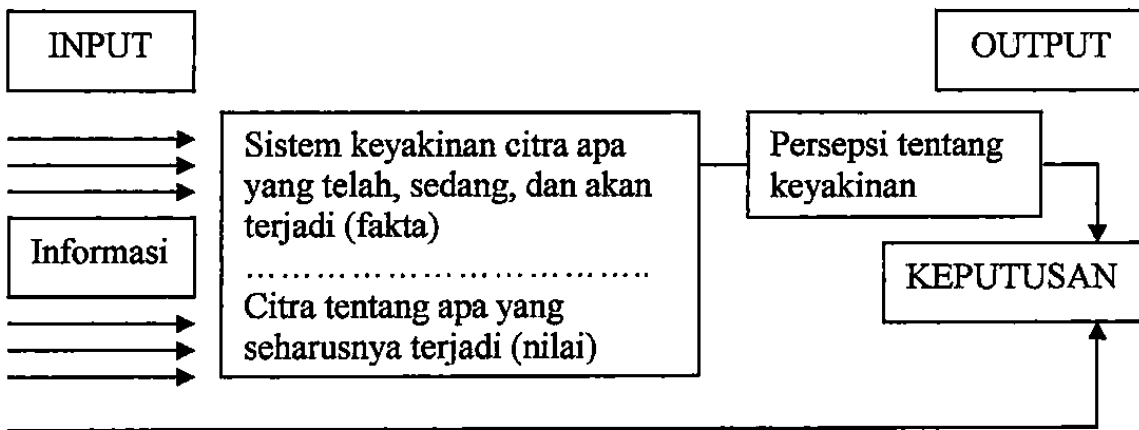 INPUT
OUTPUT
Sistem keyakinan citra apa
yang telah, sedang, dan akan
terjadi (fakta)
……………………………..
Citra tentang apa yang
seharusnya terjadi (nilai)
Persepsi tentang
keyakinan
Informasi
KEPUTUSAN